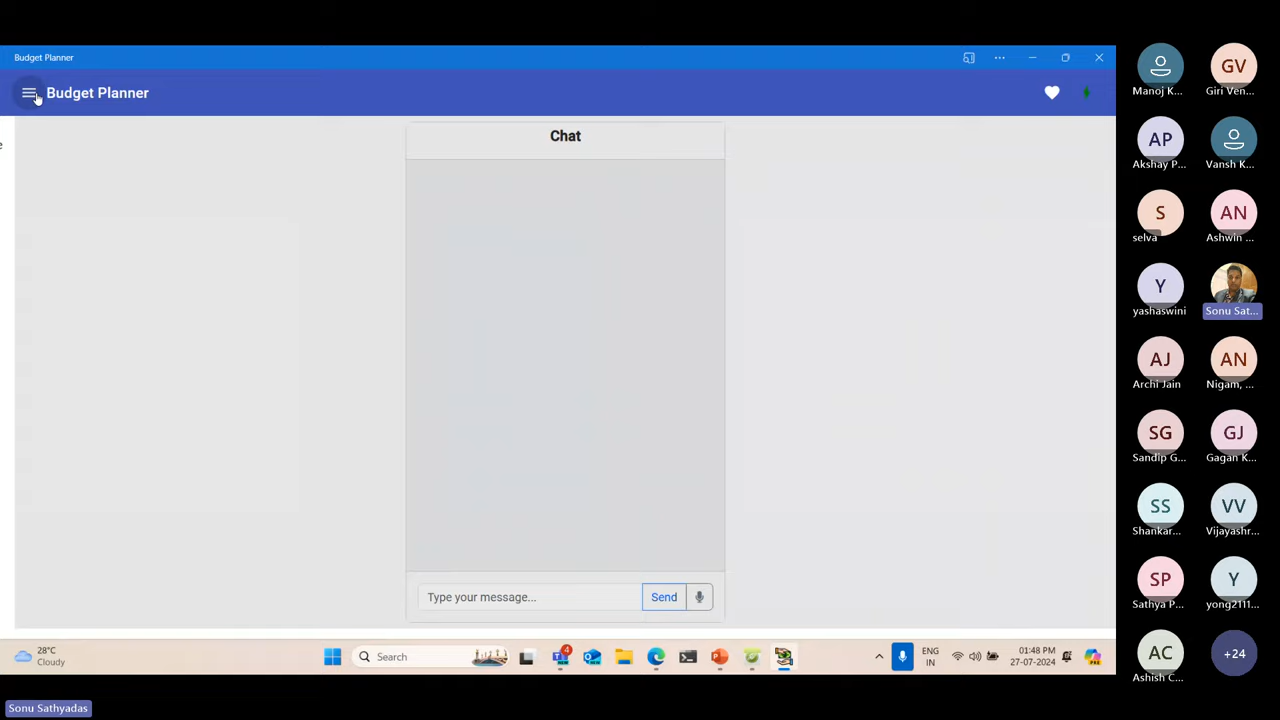 Budget Planner
Budget Planner
Chat
Type your message...
Send
28°C
Cloudy
Search
4
ENG
IN
01:48 PM
27-07-2024
PRE
Manoj K...
GV
Giri Ven...
AP
Akshay P...
Vansh K...
S
selva
AN
Ashwin ...
Y
yashaswini
Sonu Sat...
AJ
Archi Jain
AN
Nigam, ...
SG
Sandip G...
GJ
Gagan K...
SS
Shankar...
VV
Vijayashr...
SP
Sathya P...
Y
yong2111...
AC
Ashish C...
+24
Sonu Sathyadas